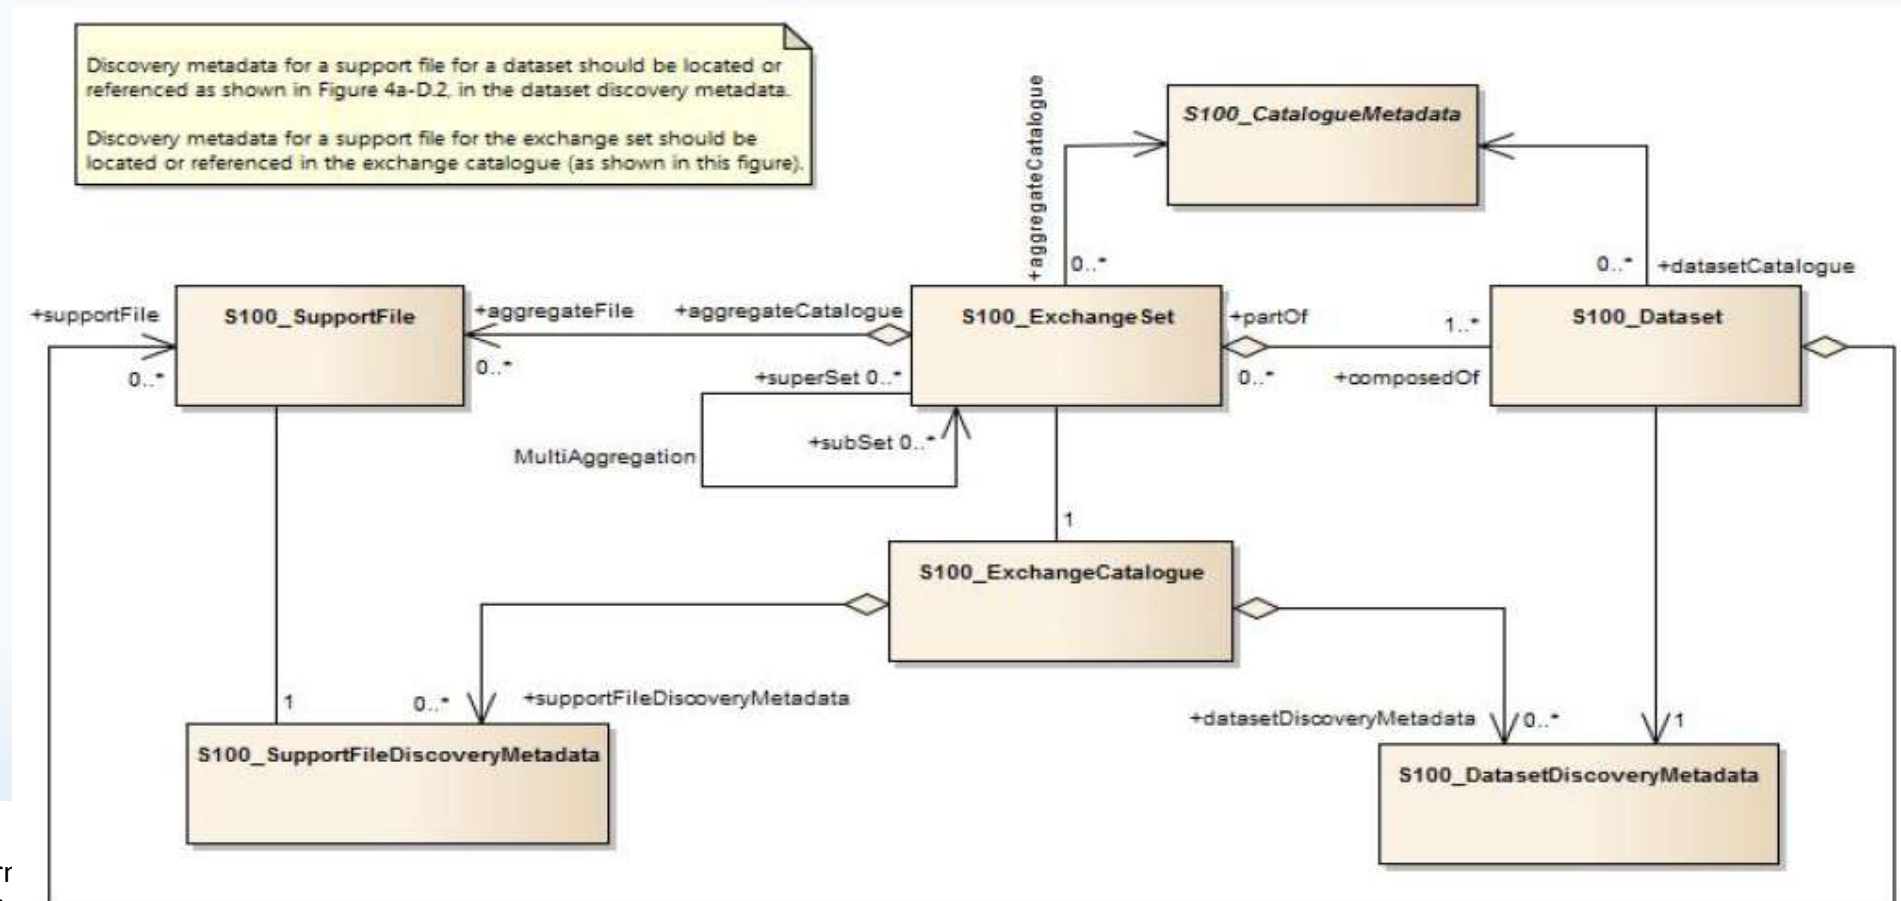 Discovery metadata for a support file for a dataset should be located or
referenced as shown in Figure 4a-D.2, in the dataset discovery metadata.
Discovery metadata for a support file for the exchange set should be
located or referenced in the exchange catalogue (as shown in this figure).
+aggregateCatalogue
S100_CatalogueMetadata
0..*
0..*
+datasetCatalogue
+supportFile
0..*
S100_SupportFile
+aggregateFile
0..*
+aggregateCatalogue
S100_ExchangeSet
+partOf
0..*
1..*
+composedOf
S100_Dataset
+superSet 0..*
+subSet 0..*
MultiAggregation
1
S100_ExchangeCatalogue
1
0..*
+supportFileDiscoveryMetadata
+datasetDiscoveryMetadata
0..*
1
S100_SupportFileDiscoveryMetadata
S100_DatasetDiscoveryMetadata